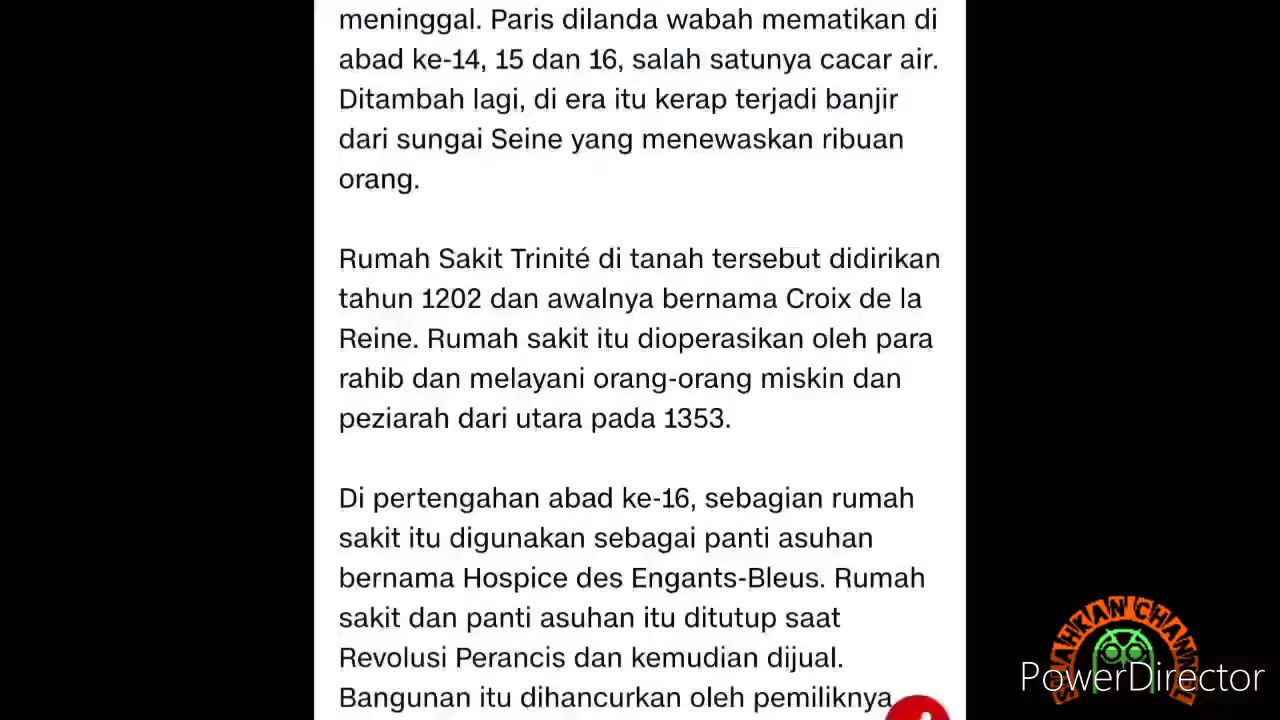 meninggal. Paris dilanda wabah mematikan di
abad ke-14, 15 dan 16, salah satunya cacar air.
Ditambah lagi, di era itu kerap terjadi banjir
dari sungai Seine yang menewaskan ribuan
orang.
Rumah Sakit Trinité di tanah tersebut didirikan
tahun 1202 dan awalnya bernama Croix de la
Reine. Rumah sakit itu dioperasikan oleh para
rahib dan melayani orang-orang miskin dan
peziarah dari utara pada 1353.
Di pertengahan abad ke-16, sebagian rumah
sakit itu digunakan sebagai panti asuhan
bernama Hospice des Engants-Bleus. Rumah
sakit dan panti asuhan itu ditutup saat
Revolusi Perancis dan kemudian dijual.
Bangunan itu dihancurkan oleh pemiliknya
PowerDirector